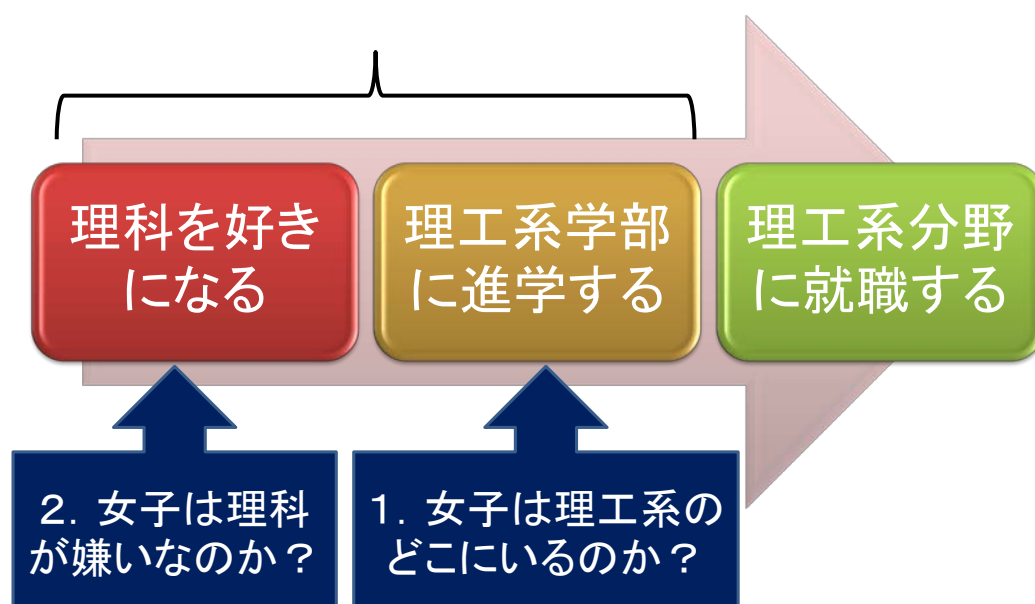 理科を好き
になる
理工系学部
に進学する
理工系分野
に就職する
２．女子は理科
が嫌いなのか？
１．女子は理工系の
どこにいるのか？